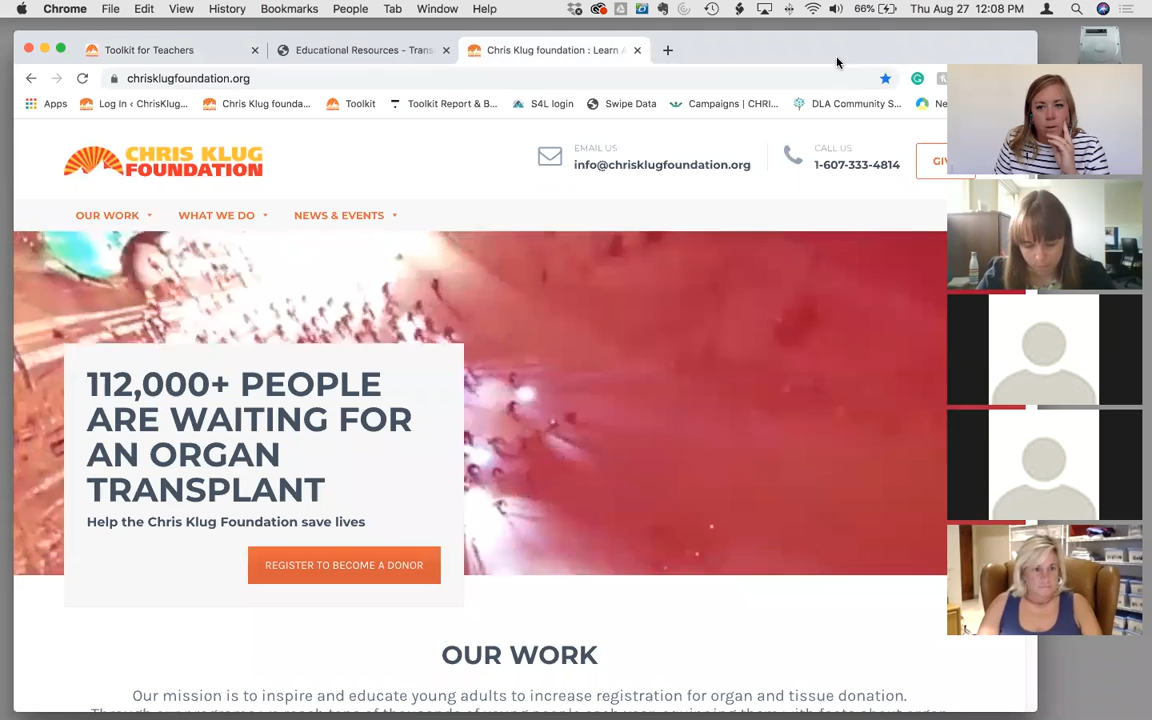 Chrome File Edit View History Bookmarks People Tab Window Help 66% Thu Aug 27 12:08 PM
Toolkit for Teachers Educational Resources - Trans Chris Klug foundation : Learn
chrisklugfoundation.org
Apps Log In ‹ ChrisKlug... Chris Klug founda... Toolkit Toolkit Report & B... S4L login Swipe Data Campaigns | CHRI... DLA Community S...
CHRIS KLUG
FOUNDATION
EMAIL US
info@chrisklugfoundation.org
CALL US
1-607-333-4814
OUR WORK WHAT WE DO NEWS & EVENTS
112,000+ PEOPLE
ARE WAITING FOR
AN ORGAN
TRANSPLANT
Help the Chris Klug Foundation save lives
REGISTER TO BECOME A DONOR
OUR WORK
Our mission is to inspire and educate young adults to increase registration for organ and tissue donation.